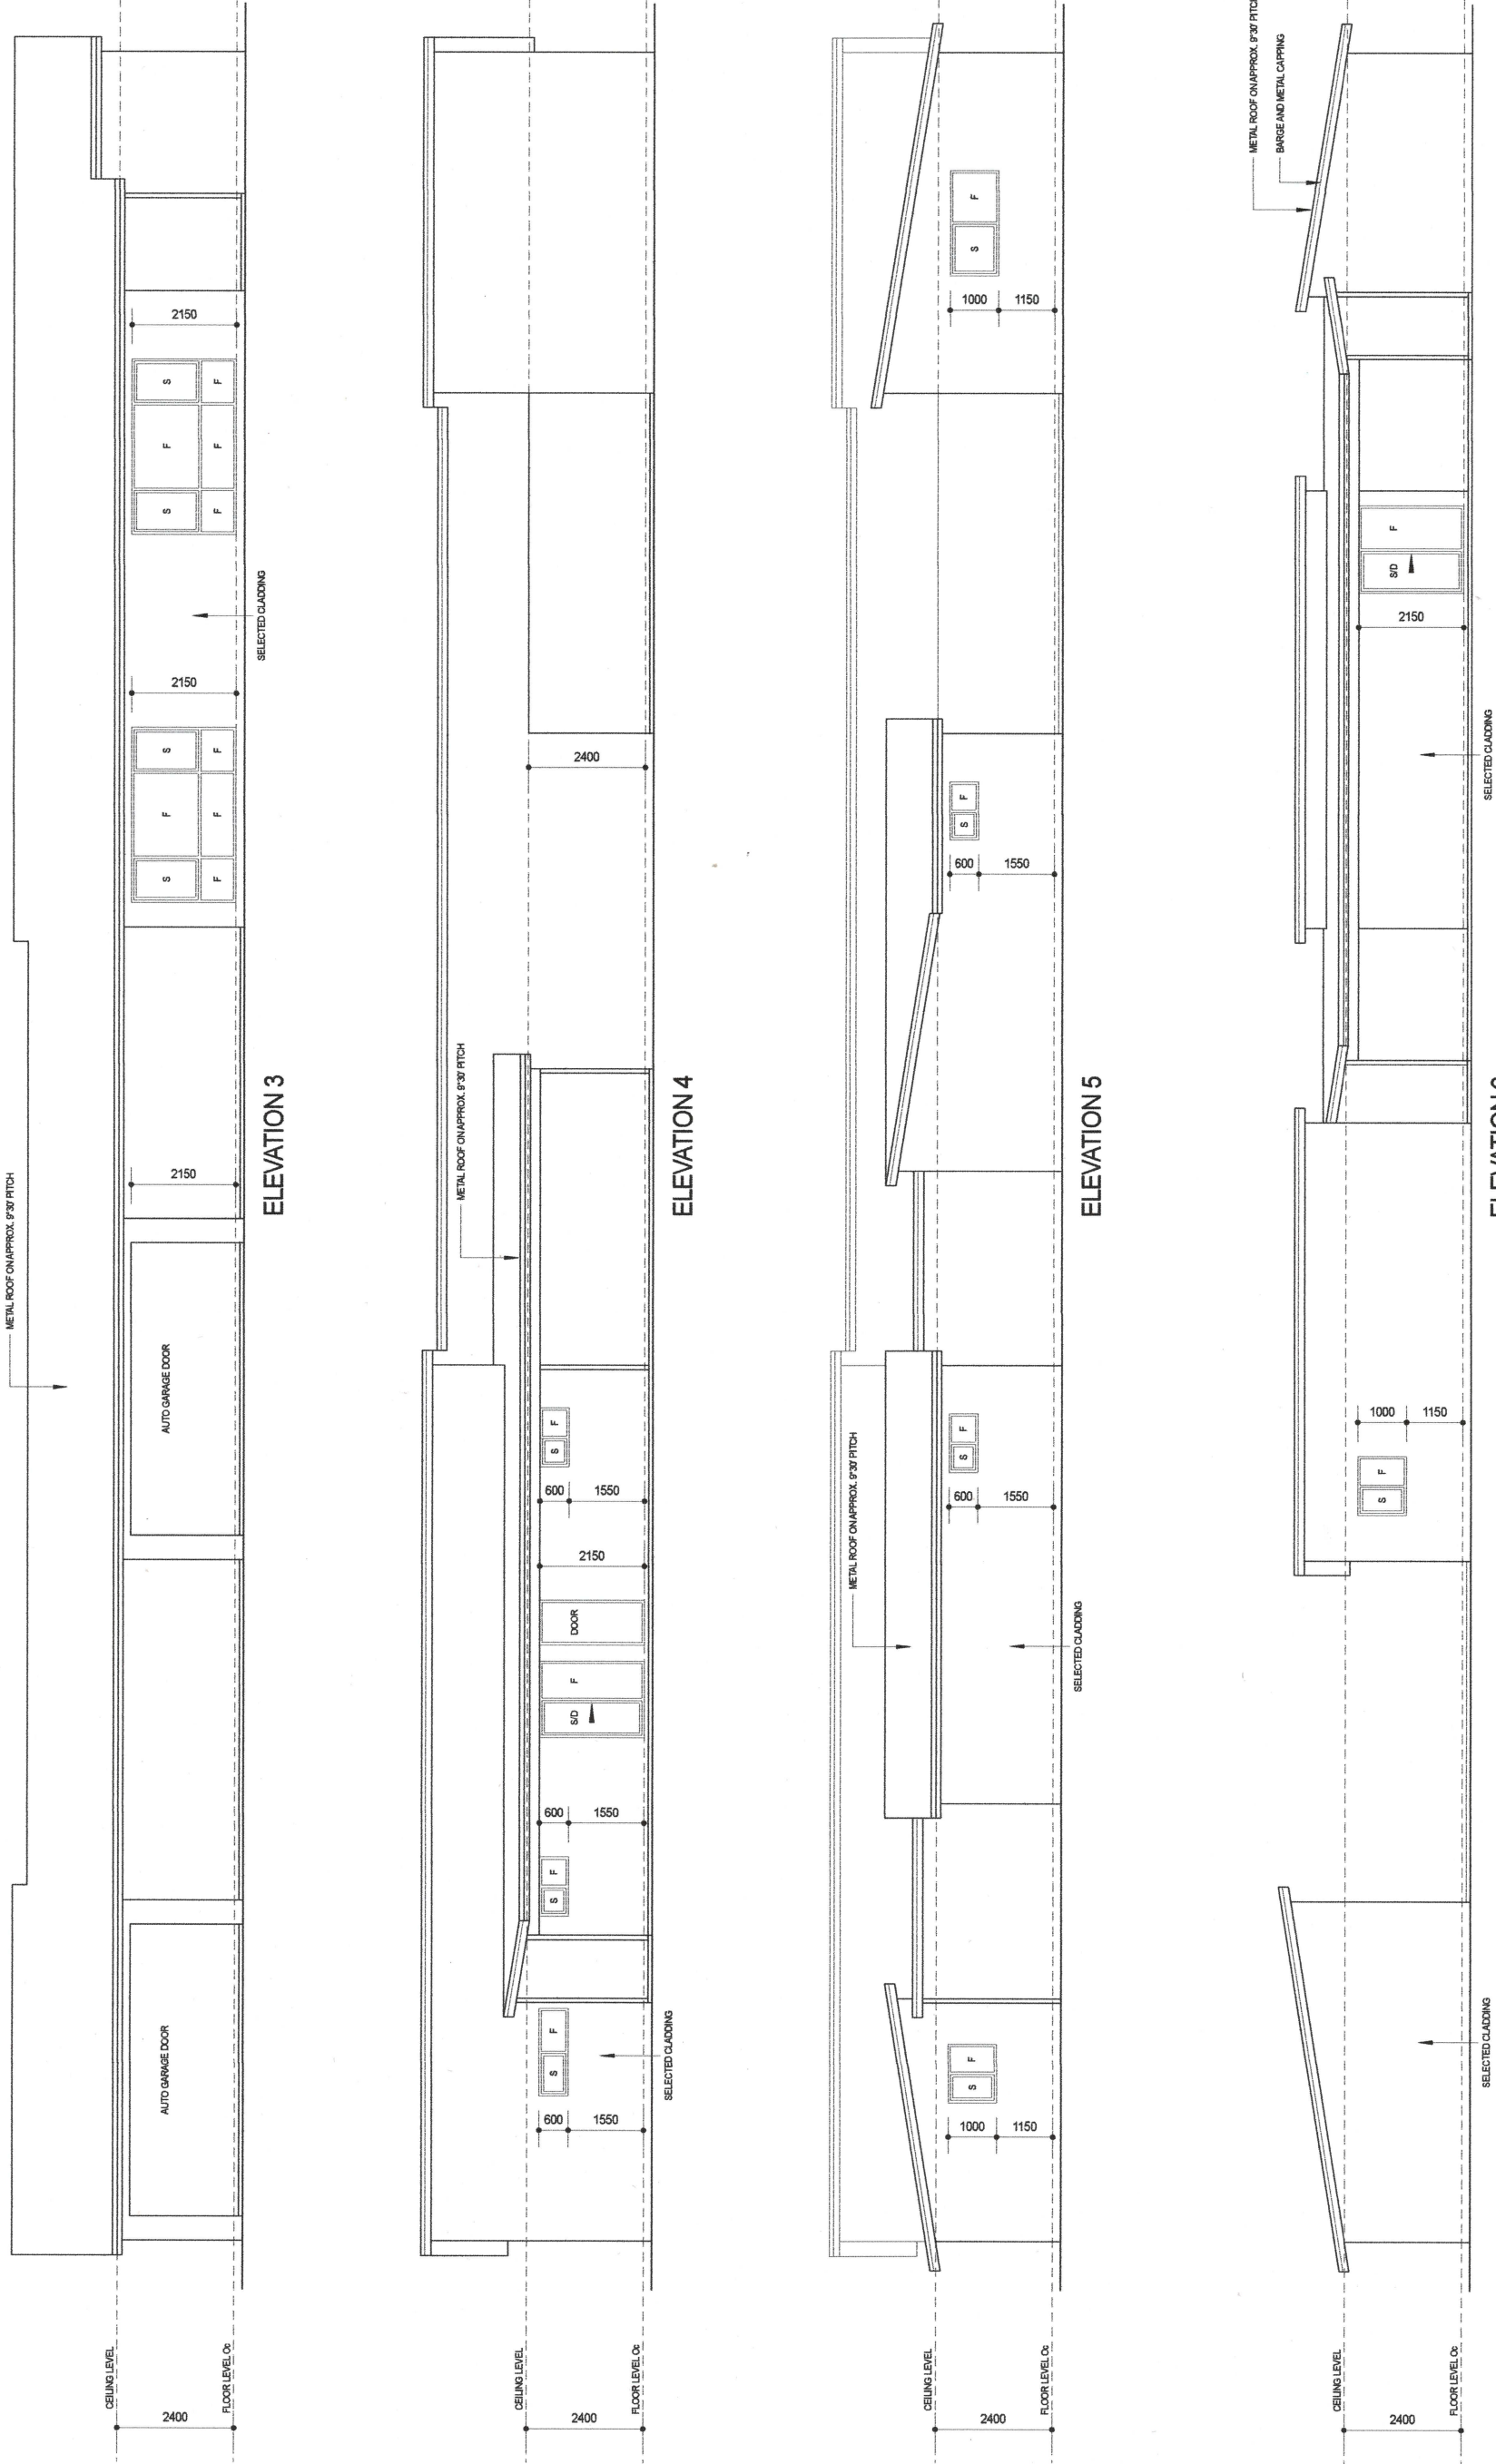 METAL ROOF ON APPROX. 9°30' PITCH
CEILING LEVEL
2400
FLOOR LEVEL Oc
AUTO GARAGE DOOR
AUTO GARAGE DOOR
2150
S F S
F F F
2150
S F S
F F F
2150
SELECTED CLADDING
ELEVATION 3
METAL ROOF ON APPROX. 9°30' PITCH
CEILING LEVEL
2400
FLOOR LEVEL Oc
600
1550
S F
S F
600
1550
S/D F
DOOR
2150
600
1550
S F
2400
SELECTED CLADDING
ELEVATION 4
METAL ROOF ON APPROX. 9°30' PITCH
CEILING LEVEL
2400
FLOOR LEVEL Oc
1000
1150
S F
600
1550
S F
600
1550
S F
1000
1150
S F
SELECTED CLADDING
ELEVATION 5
METAL ROOF ON APPROX. 9°30' PITCH
BARGE AND METAL CAPPING
CEILING LEVEL
2400
FLOOR LEVEL Oc
S F
1000
1150
2150
S/D F
SELECTED CLADDING
SELECTED CLADDING
ELEVATION